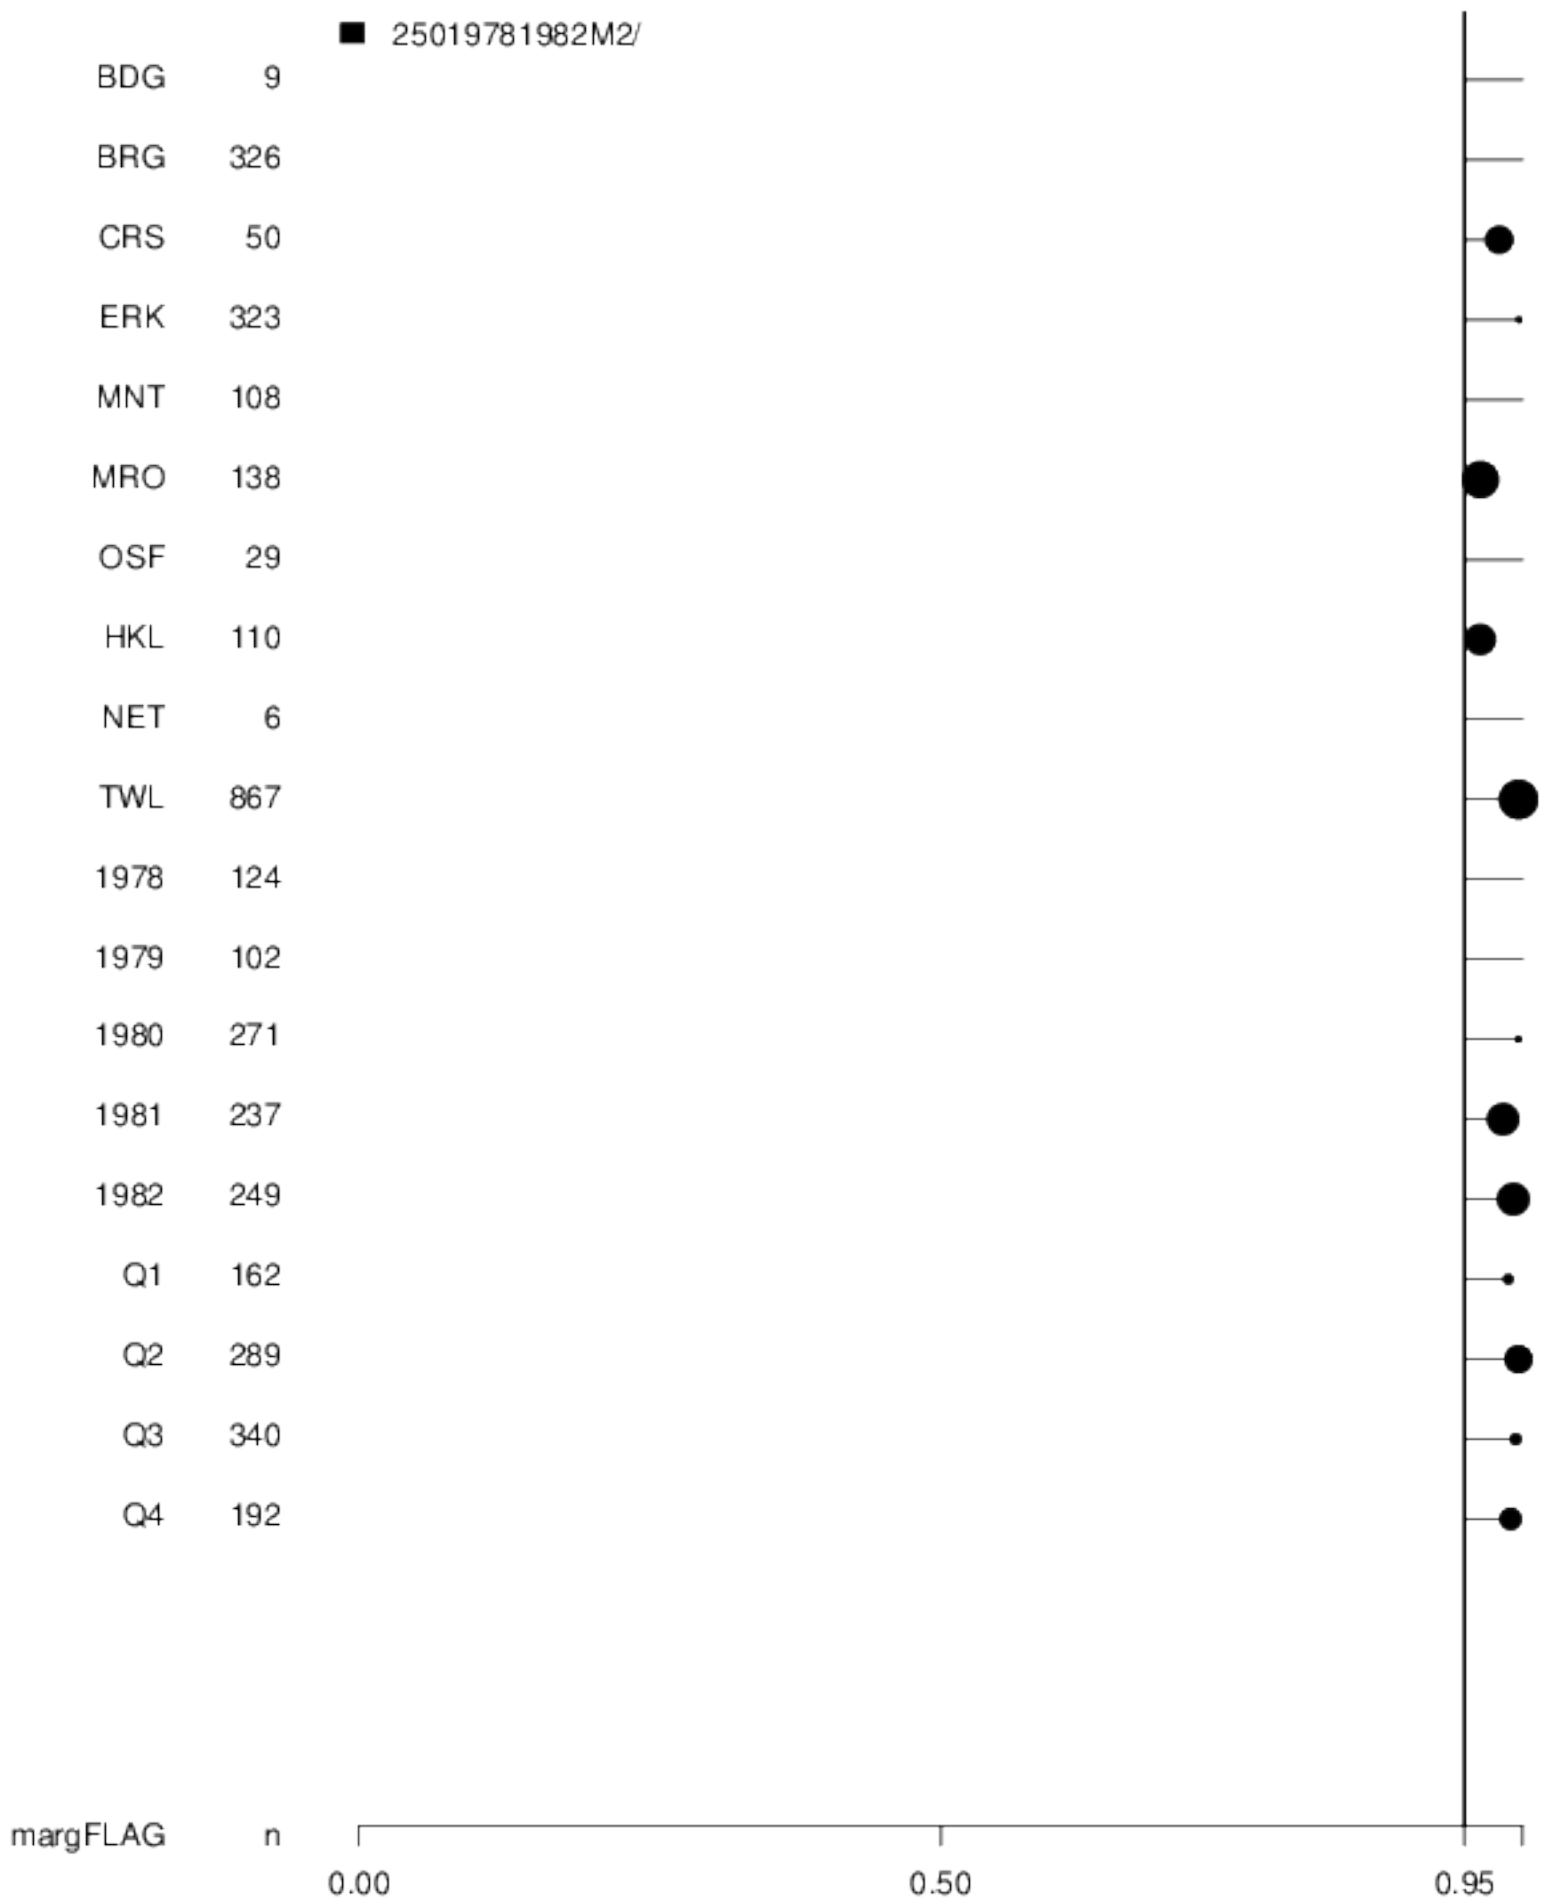 25019781982M2/
BDG 9
BRG 326
CRS 50
ERK 323
MNT 108
MRO 138
OSF 29
HKL 110
NET 6
TWL 867
1978 124
1979 102
1980 271
1981 237
1982 249
Q1 162
Q2 289
Q3 340
Q4 192
margFLAG n
0.00 0.50 0.95